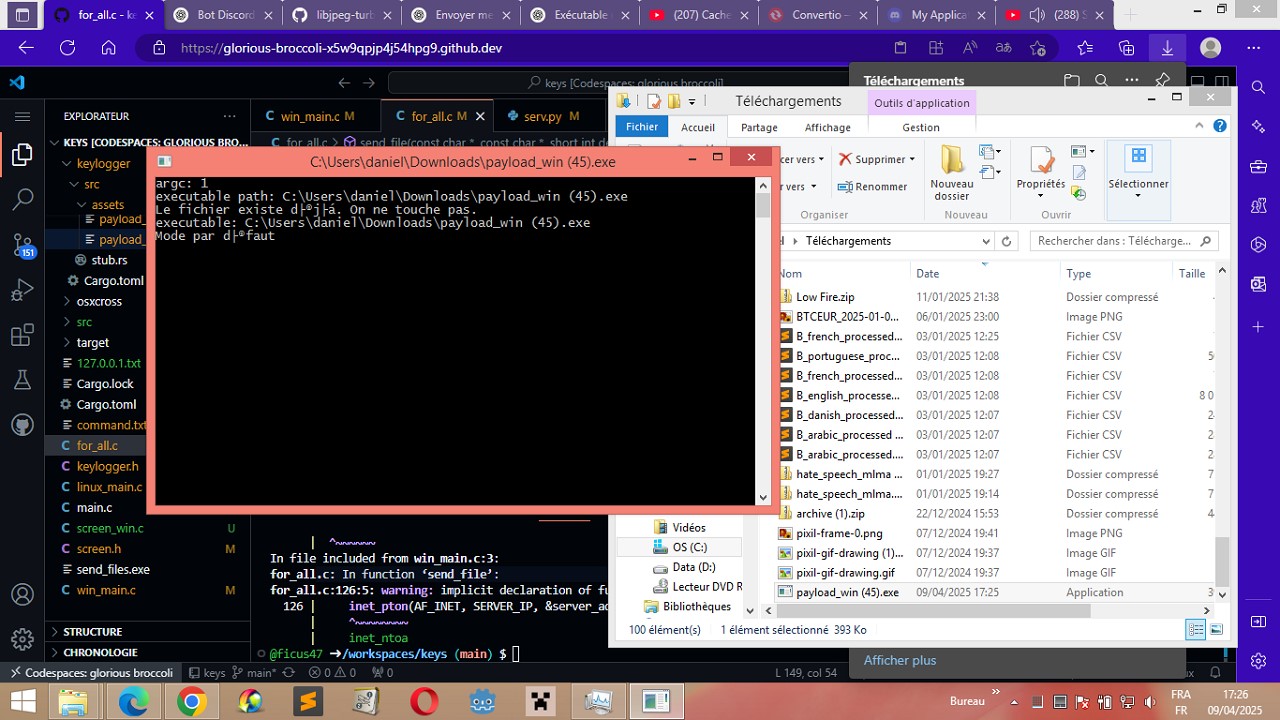 for_all.c
Bot Discord
libjpeg-turb
Envoyer me
Exécutable
(207) Cache
Convertio –
My Applica
(288) S
https://glorious-broccoli-x5w9qpjp4j54hpg9.github.dev
keys [Codespaces: glorious broccoli]
Téléchargements
EXPLORATEUR
win_main.c M
for_all.c M
serv.py M
KEYS [CODESPACES: GLORIOUS BRO...
for_all.c > send_file(const char *, const char *, short int
keylogger
src
assets
payload_
payload_
stub.rs
Cargo.toml
osxcross
src
target
127.0.0.1.txt
Cargo.lock
Cargo.toml
command.txt
for_all.c
keylogger.h
linux_main.c
main.c
screen_win.c U
screen.h M
send_files.exe
win_main.c M
STRUCTURE
CHRONOLOGIE
151
C:\Users\daniel\Downloads\payload_win (45).exe
argc: 1
executable path: C:\Users\daniel\Downloads\payload_win (45).exe
Le fichier existe d├®j├á. On ne touche pas.
executable: C:\Users\daniel\Downloads\payload_win (45).exe
Mode par d├®faut
| ^~~~~~~
In file included from win_main.c:3:
for_all.c: In function ‘send_file’:
for_all.c:126:5: warning: implicit declaration of fu
126 | inet_pton(AF_INET, SERVER_IP, &server_ad
| ^~~~~~~~~
| inet_ntoa
@ficus47 ➜/workspaces/keys (main) $
Téléchargements
Outils d'application
Fichier
Accueil
Partage
Affichage
Gestion
cer vers
vers
Supprimer
Renommer
Organiser
Nouveau dossier
Nouveau
Propriétés
Ouvrir
Sélectionner
Téléchargements
Rechercher dans : Téléchargem...
Nom Date Type Taille
Low Fire.zip 11/01/2025 21:38 Dossier compressé
BTCEUR_2025-01-0... 06/01/2025 23:00 Image PNG
B_french_processed... 03/01/2025 12:25 Fichier CSV
B_portuguese_proc... 03/01/2025 12:08 Fichier CSV
B_french_processed... 03/01/2025 12:08 Fichier CSV
B_english_processe... 03/01/2025 12:08 Fichier CSV 8 0
B_danish_processed... 03/01/2025 12:07 Fichier CSV
B_arabic_processed 03/01/2025 12:07 Fichier CSV
B_arabic_processed... 03/01/2025 12:07 Fichier CSV
hate_speech_mlma ... 01/01/2025 19:27 Dossier compressé
hate_speech_mlma... 01/01/2025 19:14 Dossier compressé
archive (1).zip 22/12/2024 15:53 Dossier compressé
pixil-frame-0.png 07/12/2024 19:41 Image PNG
pixil-gif-drawing (1)... 07/12/2024 19:37 Image GIF
pixil-gif-drawing.gif 07/12/2024 19:37 Image GIF
payload_win (45).exe 09/04/2025 17:25 Application
Vidéos
OS (C:)
Data (D:)
Lecteur DVD R
Bibliothèques
100 élément(s) 1 élément sélectionné 393 Ko
Afficher plus
Codespaces: glorious broccoli
keys
main*
0 0
0
L 149, col 54
Bureau
FRA
FR
17:26
09/04/2025